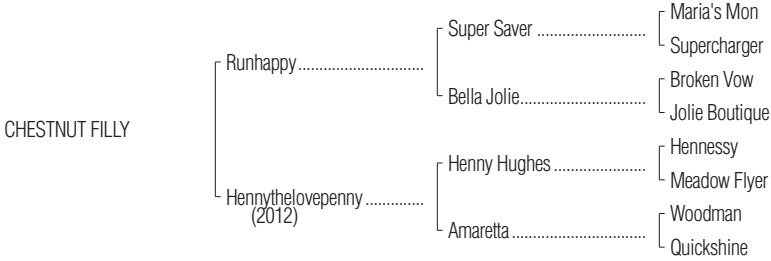 Maria's Mon
Super Saver ..........................
Supercharger
Runhappy..............................
Broken Vow
Bella Jolie..............................
Jolie Boutique
CHESTNUT FILLY
Hennessy
Henny Hughes ......................
Meadow Flyer
Hennythelovepenny ..............
(2012)
Woodman
Amaretta................................
Quickshine